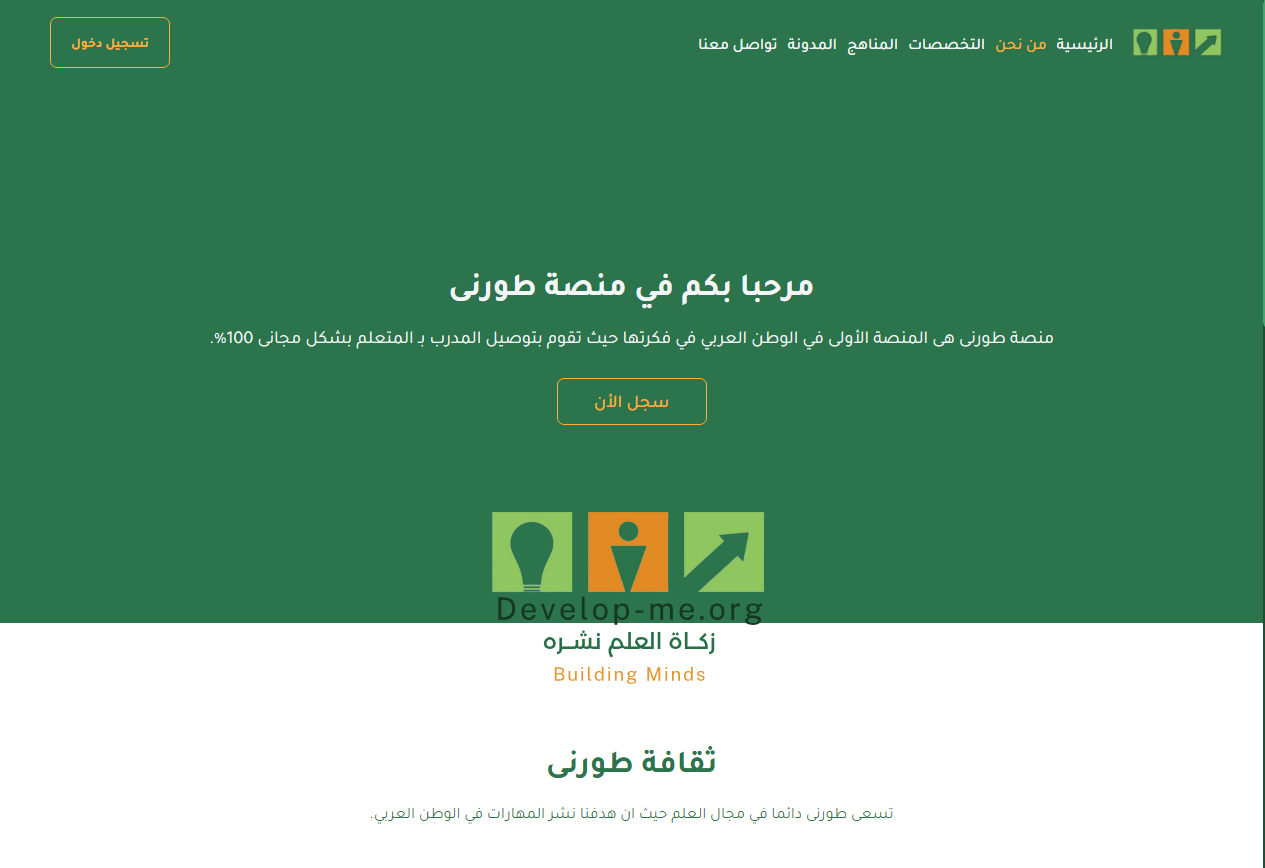 الرئيسية من نحن التخصصات المناهج المدونة تواصل معنا
تسجيل دخول
مرحبا بكم في منصة طورنى
منصة طورنى هى المنصة الأولى في الوطن العربي في فكرتها حيث تقوم بتوصيل المدرب بـ المتعلم بشكل مجانى 100%.
سجل الأن
Develop-me.org
زكــاة العلم نشــره
Building Minds
ثقافة طورنى
تسعى طورنى دائما في مجال العلم حيث ان هدفنا نشر المهارات في الوطن العربي.